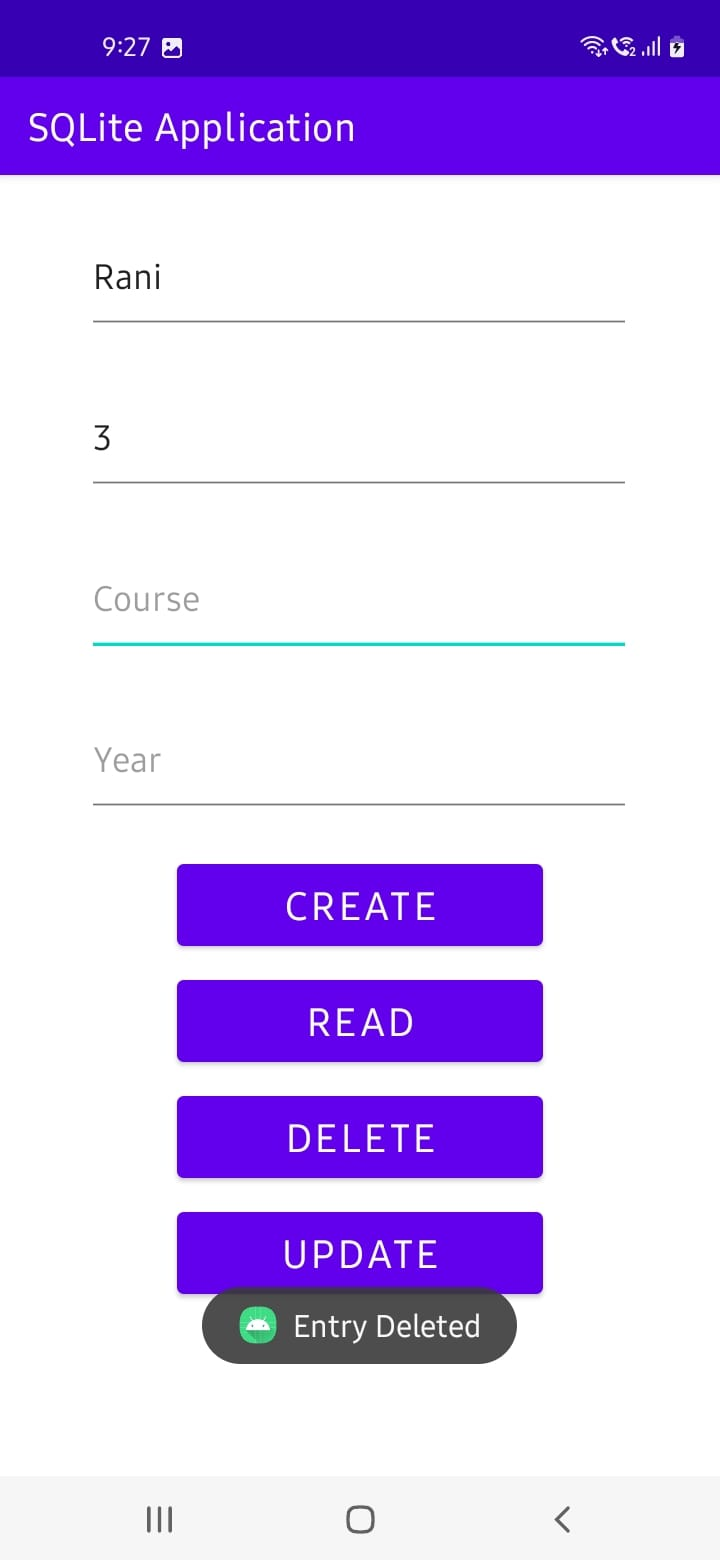 9:27
SQLite Application
Rani
3
Course
Year
CREATE
READ
DELETE
UPDATE
Entry Deleted